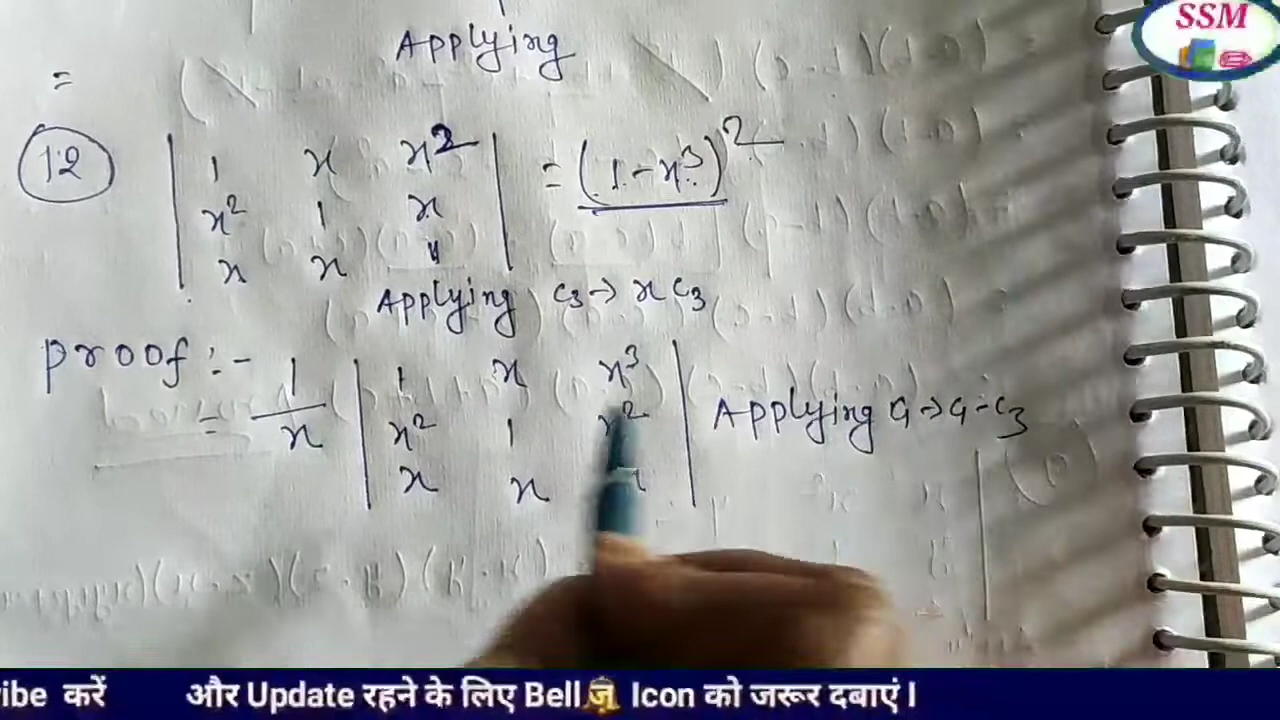 SSM
Applying
=
12 | 1 x x² | = (1-x³)²
| x² 1 x |
| x x 1 |
Applying C3→xC3
Proof:- = 1/x | 1 x x³ | Applying C1→C1-C3
| x² 1 x² |
| x x x |
ibe करें और Update रहने के लिए Bell Icon को जरूर दबाएं।